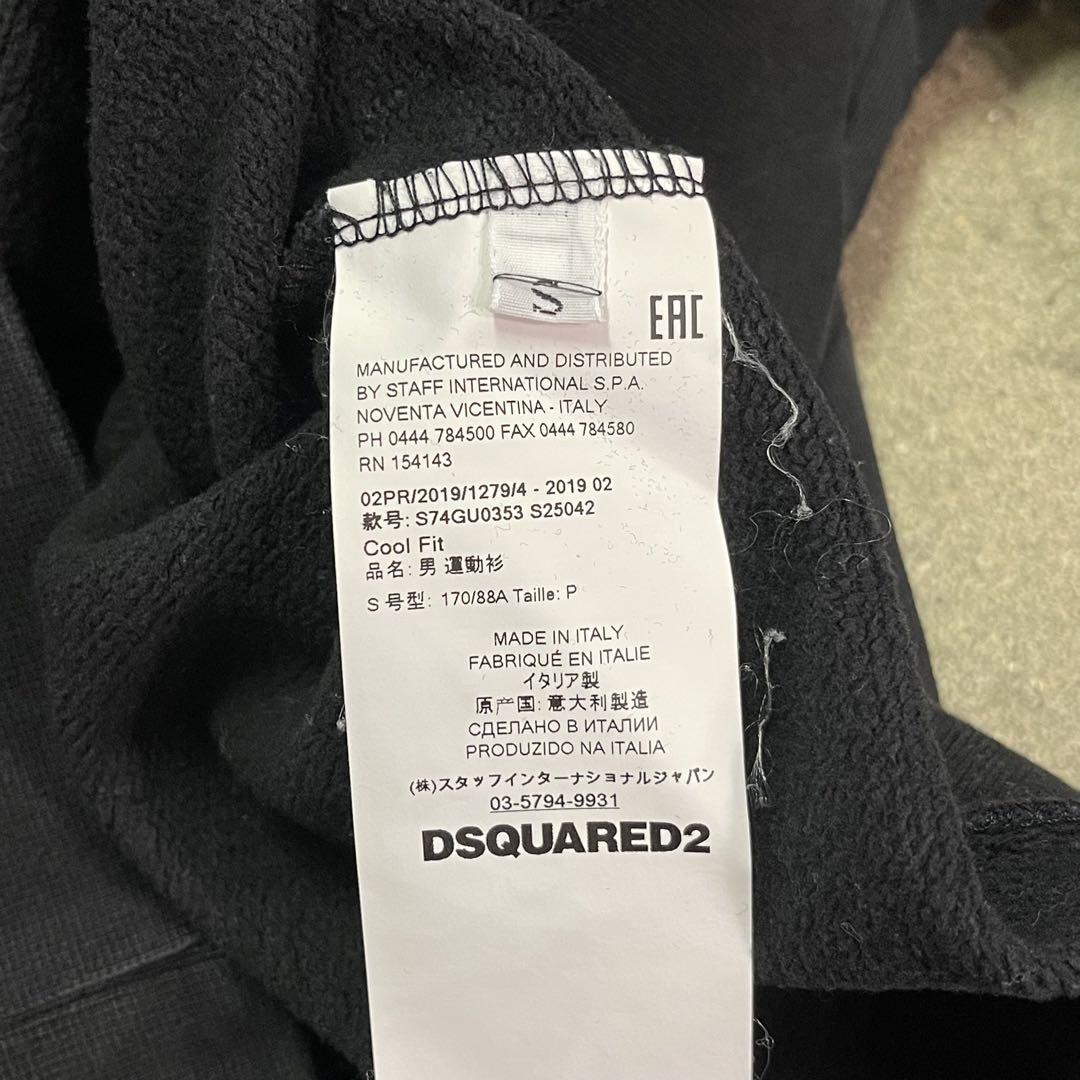 S
EAC
MANUFACTURED AND DISTRIBUTED
BY STAFF INTERNATIONAL S.P.A.
NOVENTA VICENTINA - ITALY
PH 0444 784500 FAX 0444 784580
RN 154143
02PR/2019/1279/4 - 2019 02
款号: S74GU0353 S25042
Cool Fit
品名: 男 運動衫
S 号型: 170/88A Taille: P
MADE IN ITALY
FABRIQUÉ EN ITALIE
イタリア製
原产国: 意大利製造
СДЕЛАНО В ИТАЛИИ
PRODUZIDO NA ITALIA
(株)スタッフインターナショナルジャパン
03-5794-9931
DSQUARED2